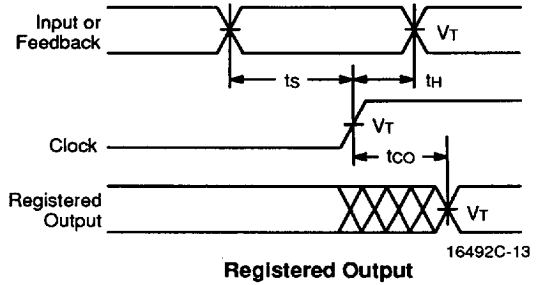 Input or
Feedback
VT
tS
tH
VT
Clock
tCO
Registered
Output
VT
16492C-13
Registered Output